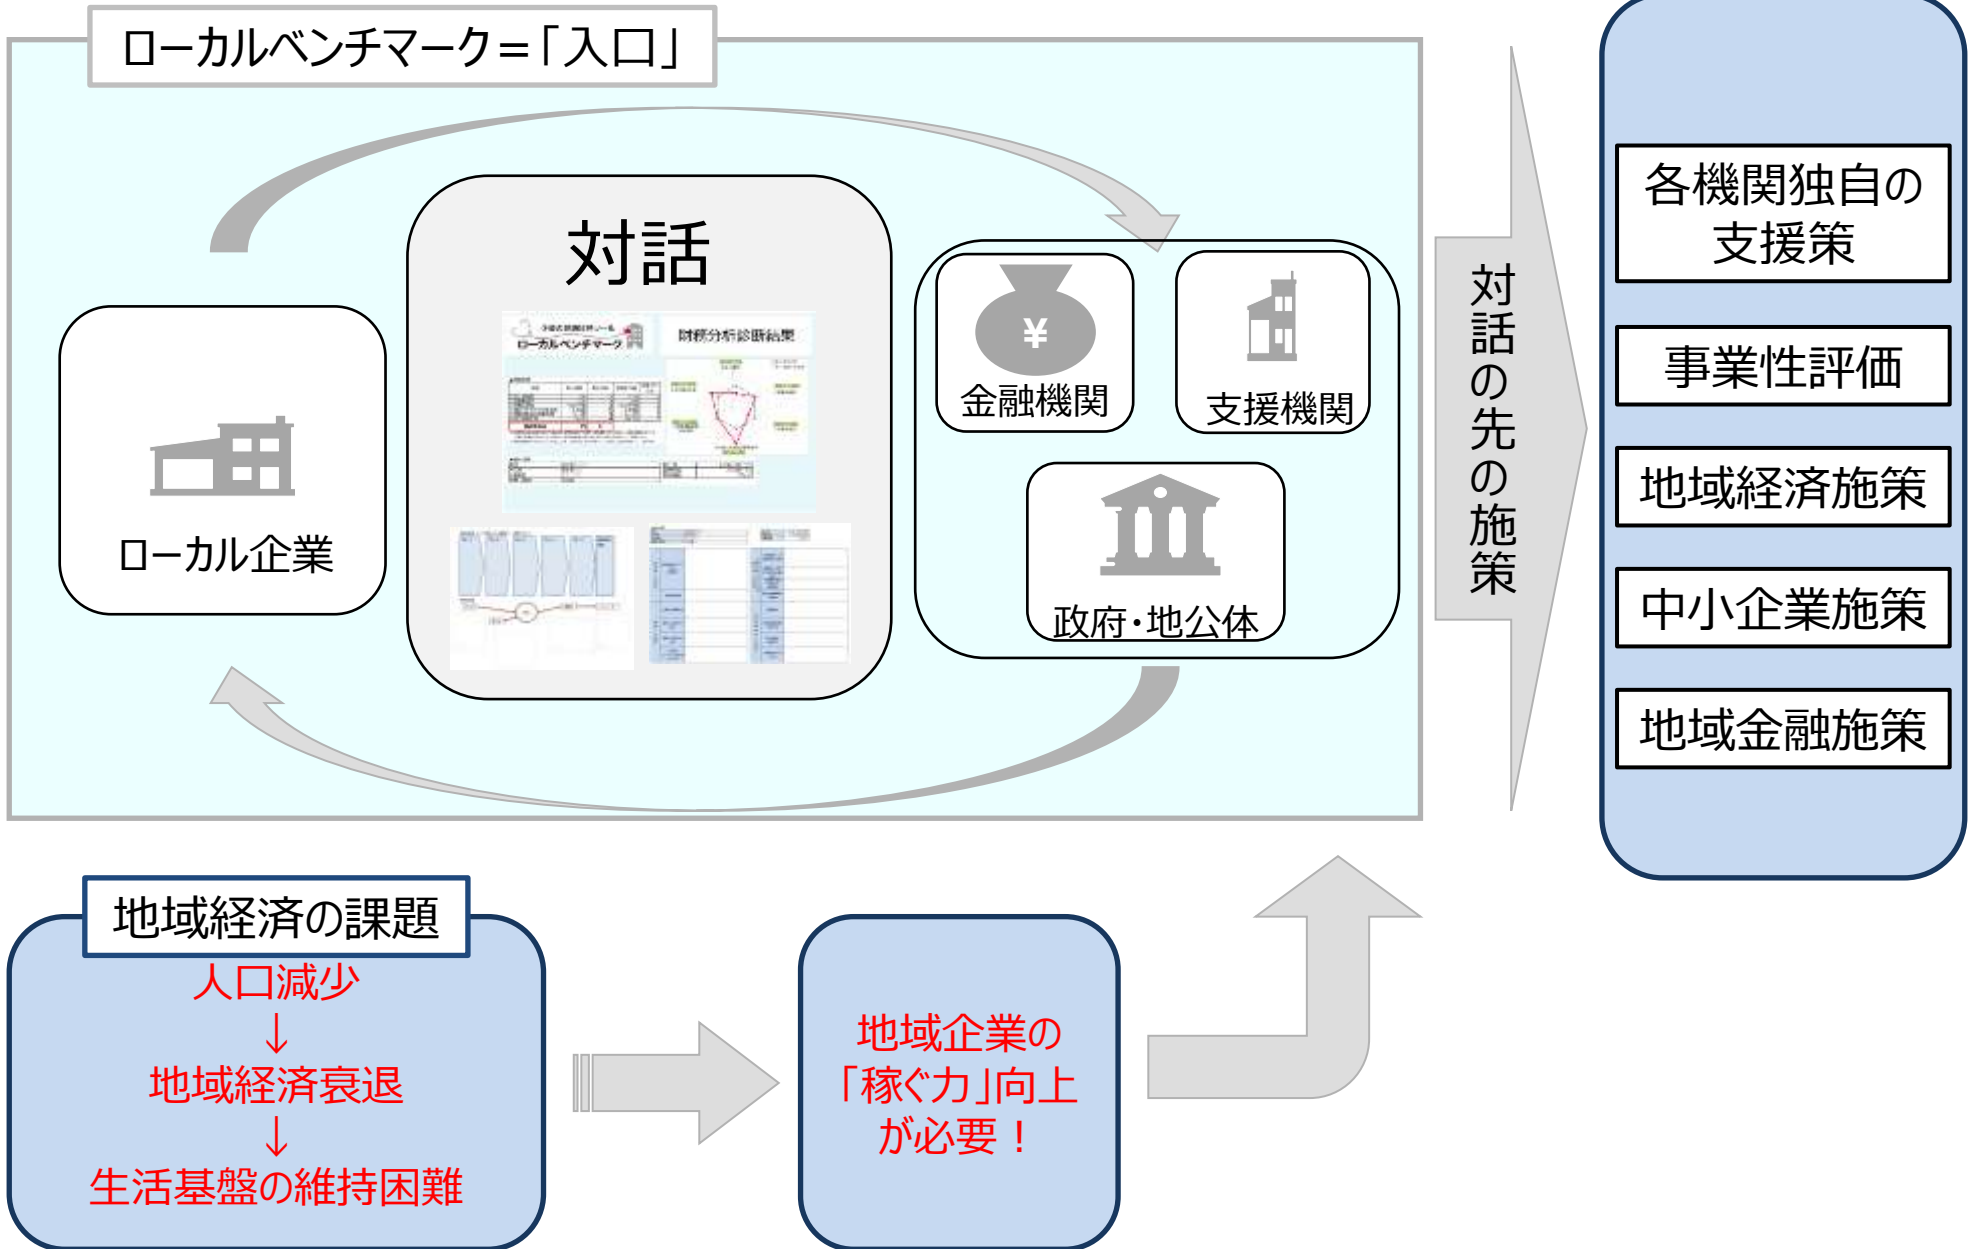 ローカルベンチマーク=「入口」
対話
ローカルベンチマーク
財務分析診断結果
ローカル企業
¥
金融機関
支援機関
政府・地公体
対話の先の施策
各機関独自の
支援策
事業性評価
地域経済施策
中小企業施策
地域金融施策
地域経済の課題
人口減少
↓
地域経済衰退
↓
生活基盤の維持困難
地域企業の
「稼ぐ力」向上
が必要！